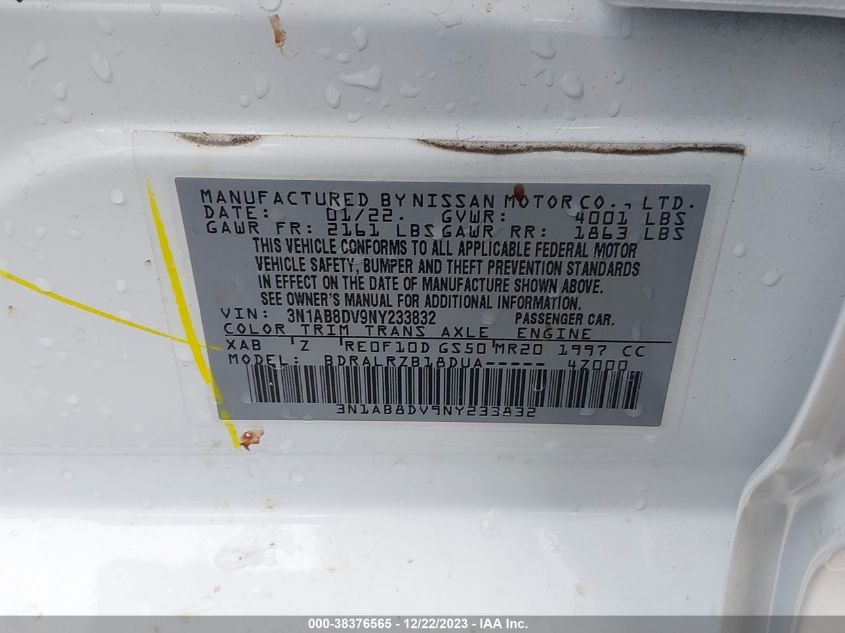 MANUFACTURED BY NISSAN MOTOR CO., LTD.
DATE: 01/22. GVWR: 4001 LBS
GAWR FR: 2161 LBS GAWR RR: 1863 LBS
THIS VEHICLE CONFORMS TO ALL APPLICABLE FEDERAL MOTOR
VEHICLE SAFETY, BUMPER AND THEFT PREVENTION STANDARDS
IN EFFECT ON THE DATE OF MANUFACTURE SHOWN ABOVE.
SEE OWNER'S MANUAL FOR ADDITIONAL INFORMATION.
VIN: 3N1AB8DV9NY233832 PASSENGER CAR.
COLOR TRIM TRANS AXLE ENGINE
XAB Z RE0F10D GS50 MR20 1997 CC
MODEL: BDRALRZB18DUA----- 4Z000
3N1AB8DV9NY233832
000-38376565 - 12/22/2023 - IAA Inc.